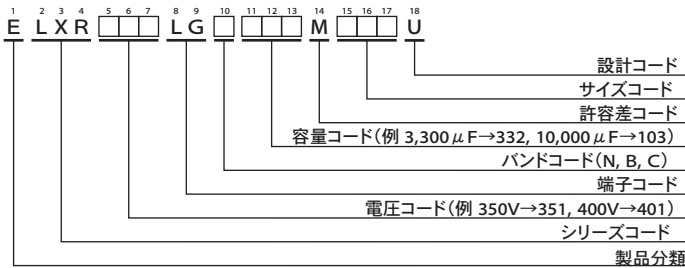 1 2 3 4 5 6 7 8 9 10 11 12 13 14 15 16 17 18
E LXR □□□ LG □ □□□ M □□□ U
設計コード
サイズコード
許容差コード
容量コード(例 3,300μF→332, 10,000μF→103)
バンドコード(N, B, C)
端子コード
電圧コード(例 350V→351, 400V→401)
シリーズコード
製品分類